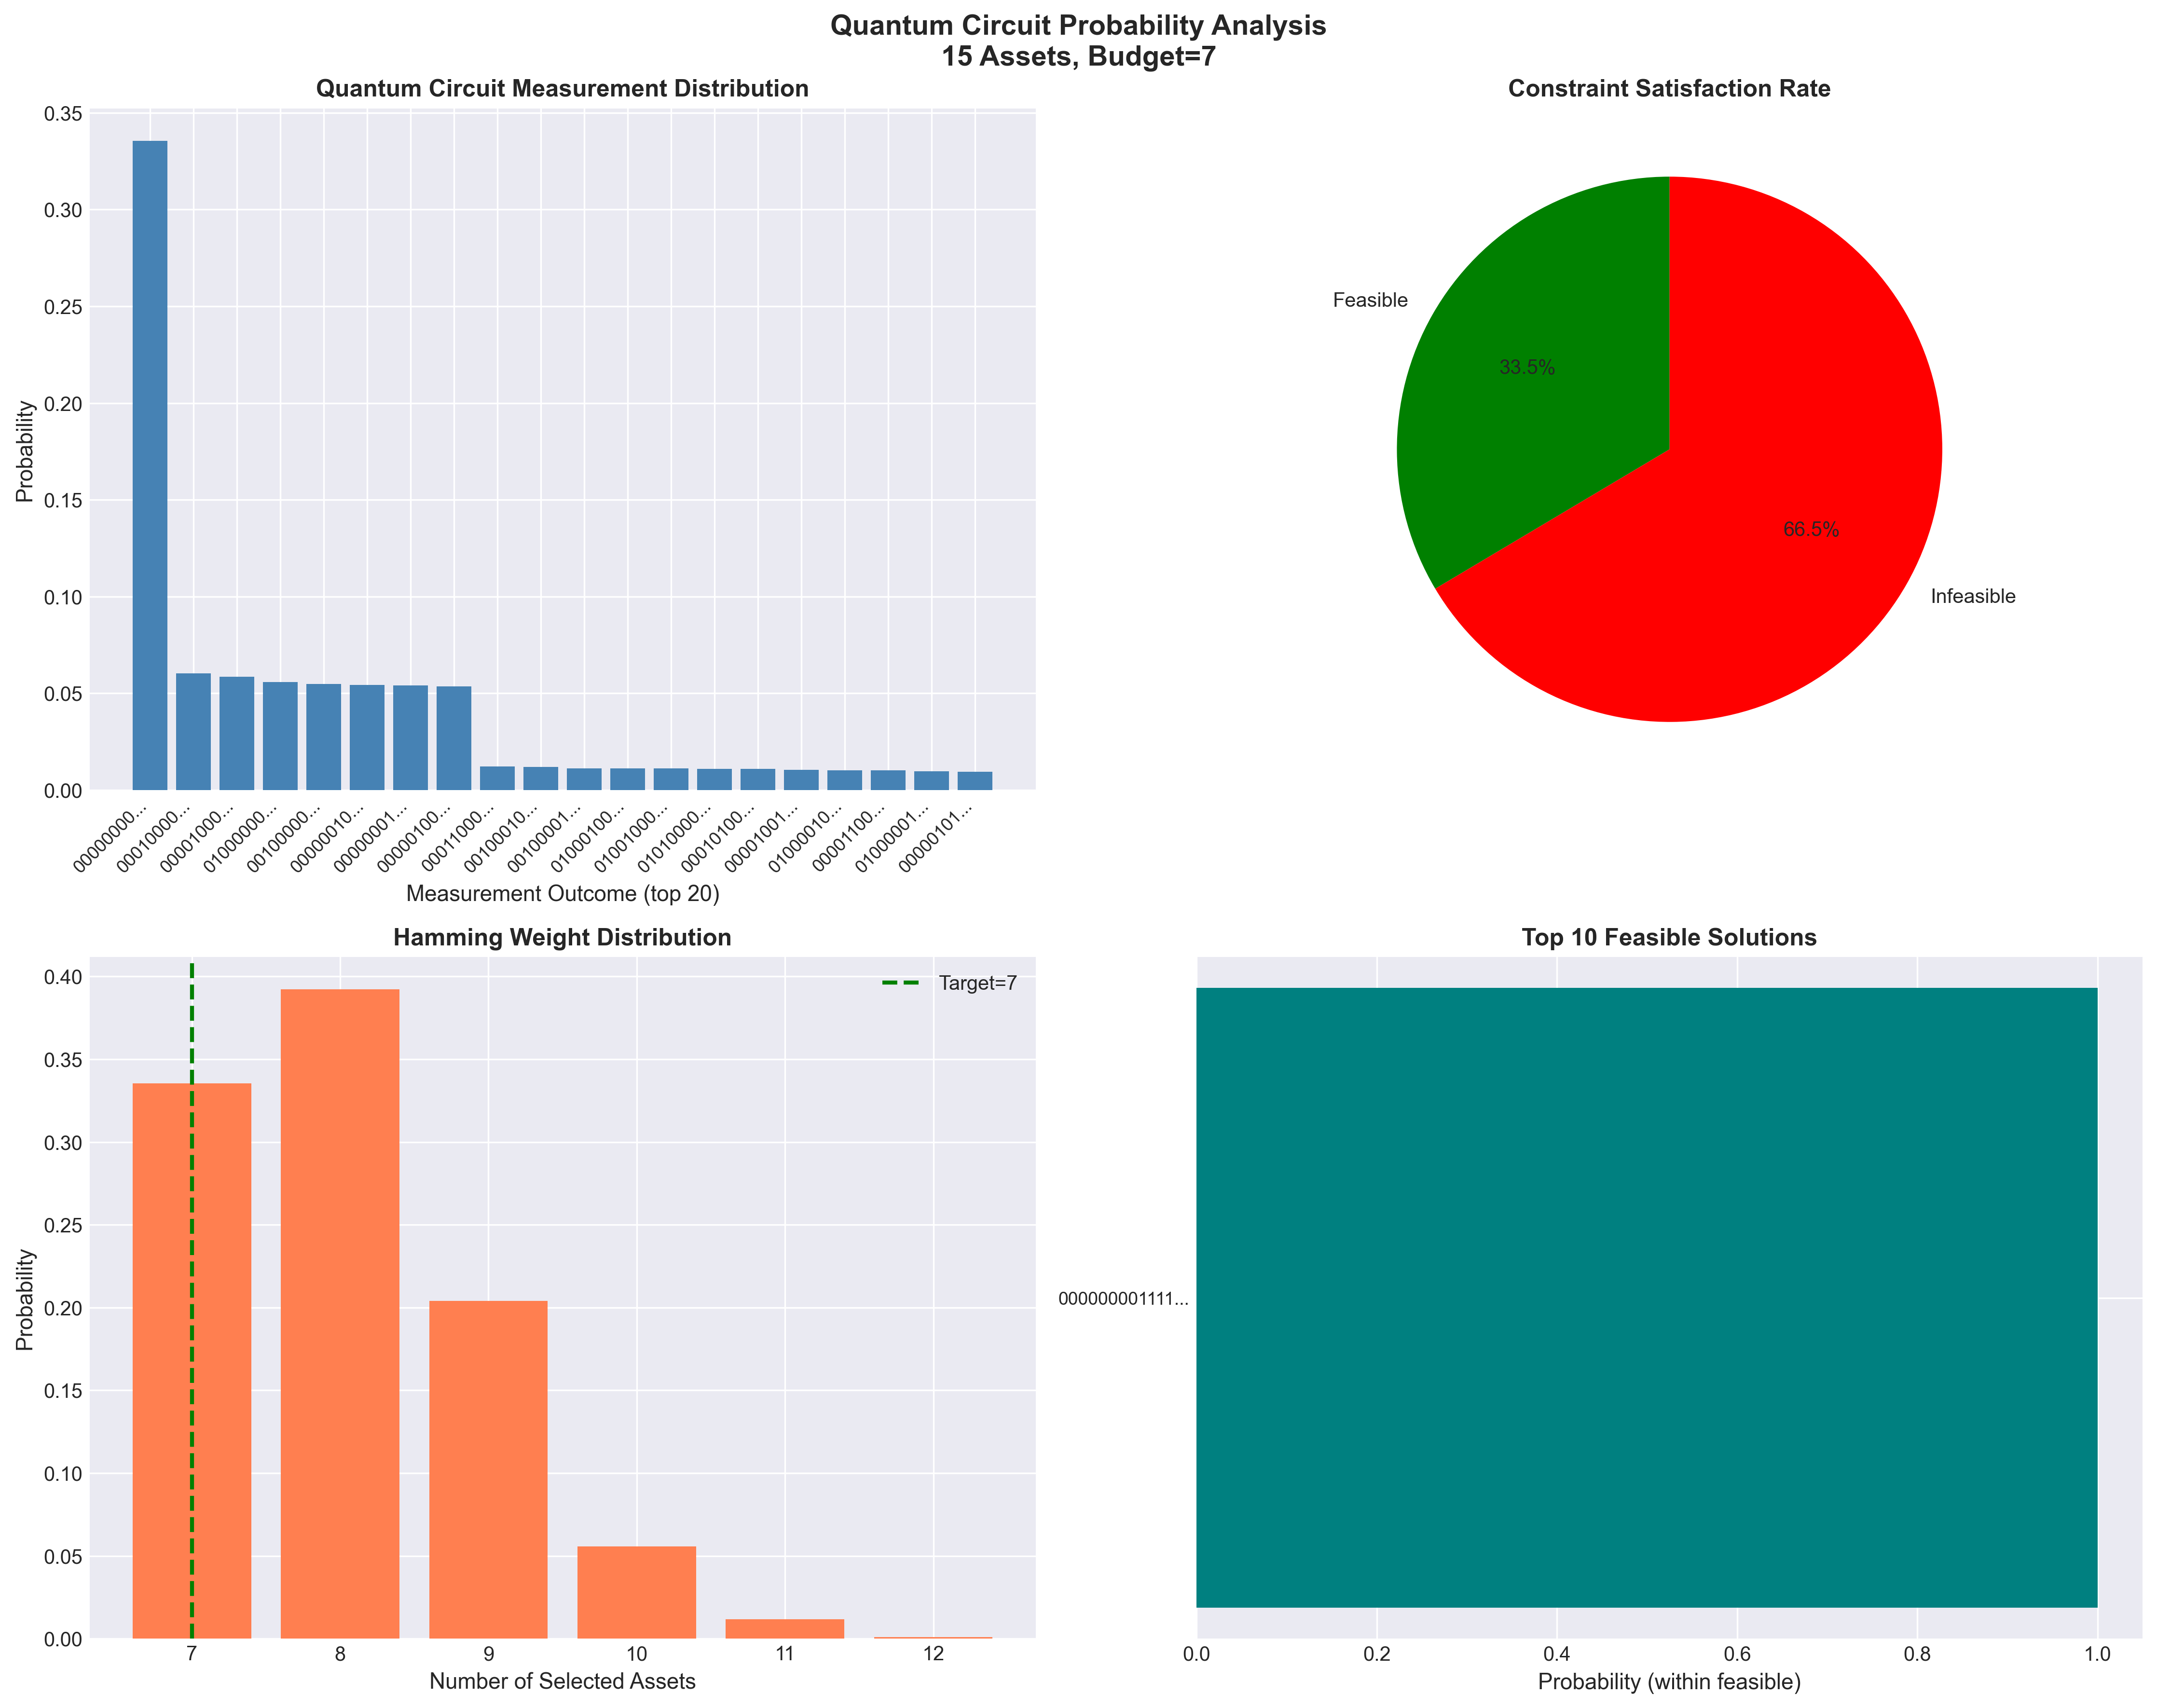 Quantum Circuit Probability Analysis
15 Assets, Budget=7
Quantum Circuit Measurement Distribution
Probability
0.35
0.30
0.25
0.20
0.15
0.10
0.05
0.00
00000000...
00010000...
00001000...
01000000...
00100000...
00000010...
00000001...
00000100...
00011000...
00100010...
00100001...
01000100...
01001000...
01010000...
00010100...
00001001...
01000010...
00001100...
01000001...
00000101...
Measurement Outcome (top 20)
Constraint Satisfaction Rate
Feasible
33.5%
66.5%
Infeasible
Hamming Weight Distribution
Probability
0.40
0.35
0.30
0.25
0.20
0.15
0.10
0.05
0.00
Target=7
7 8 9 10 11 12
Number of Selected Assets
Top 10 Feasible Solutions
000000001111...
0.0 0.2 0.4 0.6 0.8 1.0
Probability (within feasible)